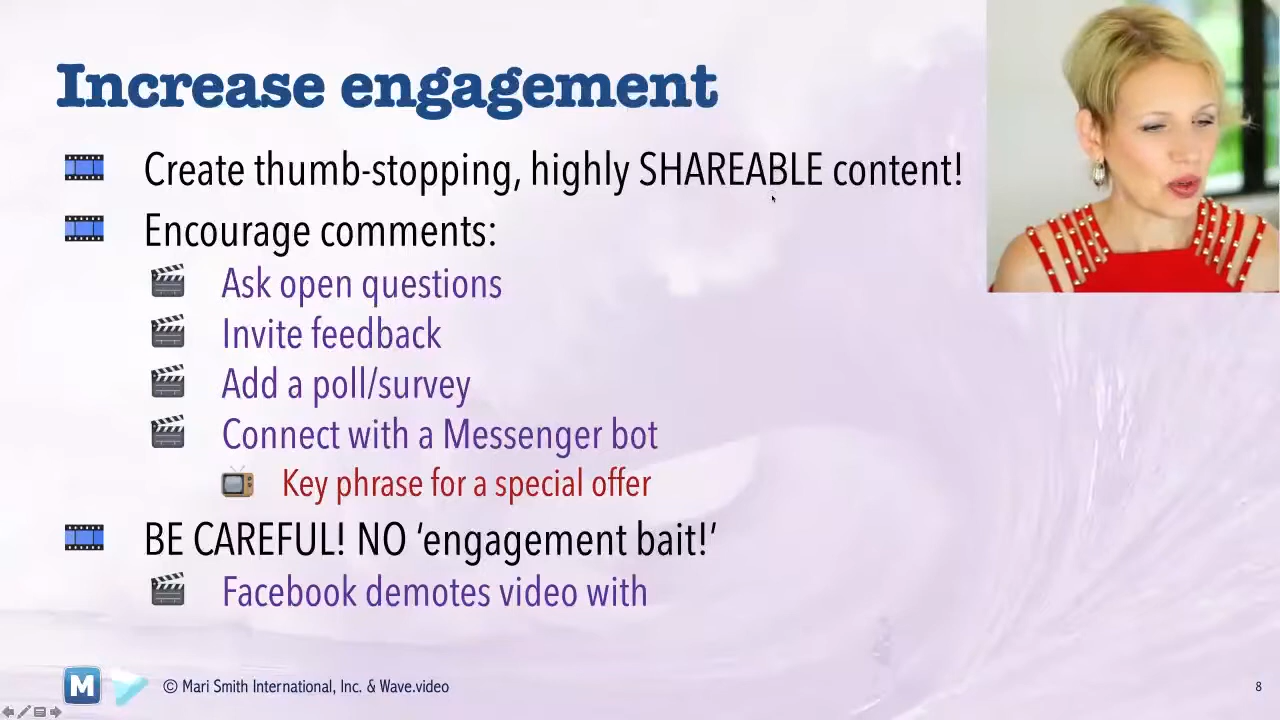 Increase engagement
Create thumb-stopping, highly SHAREABLE content!
Encourage comments:
Ask open questions
Invite feedback
Add a poll/survey
Connect with a Messenger bot
Key phrase for a special offer
BE CAREFUL! NO ‘engagement bait!’
Facebook demotes video with
M © Mari Smith International, Inc. & Wave.video 8